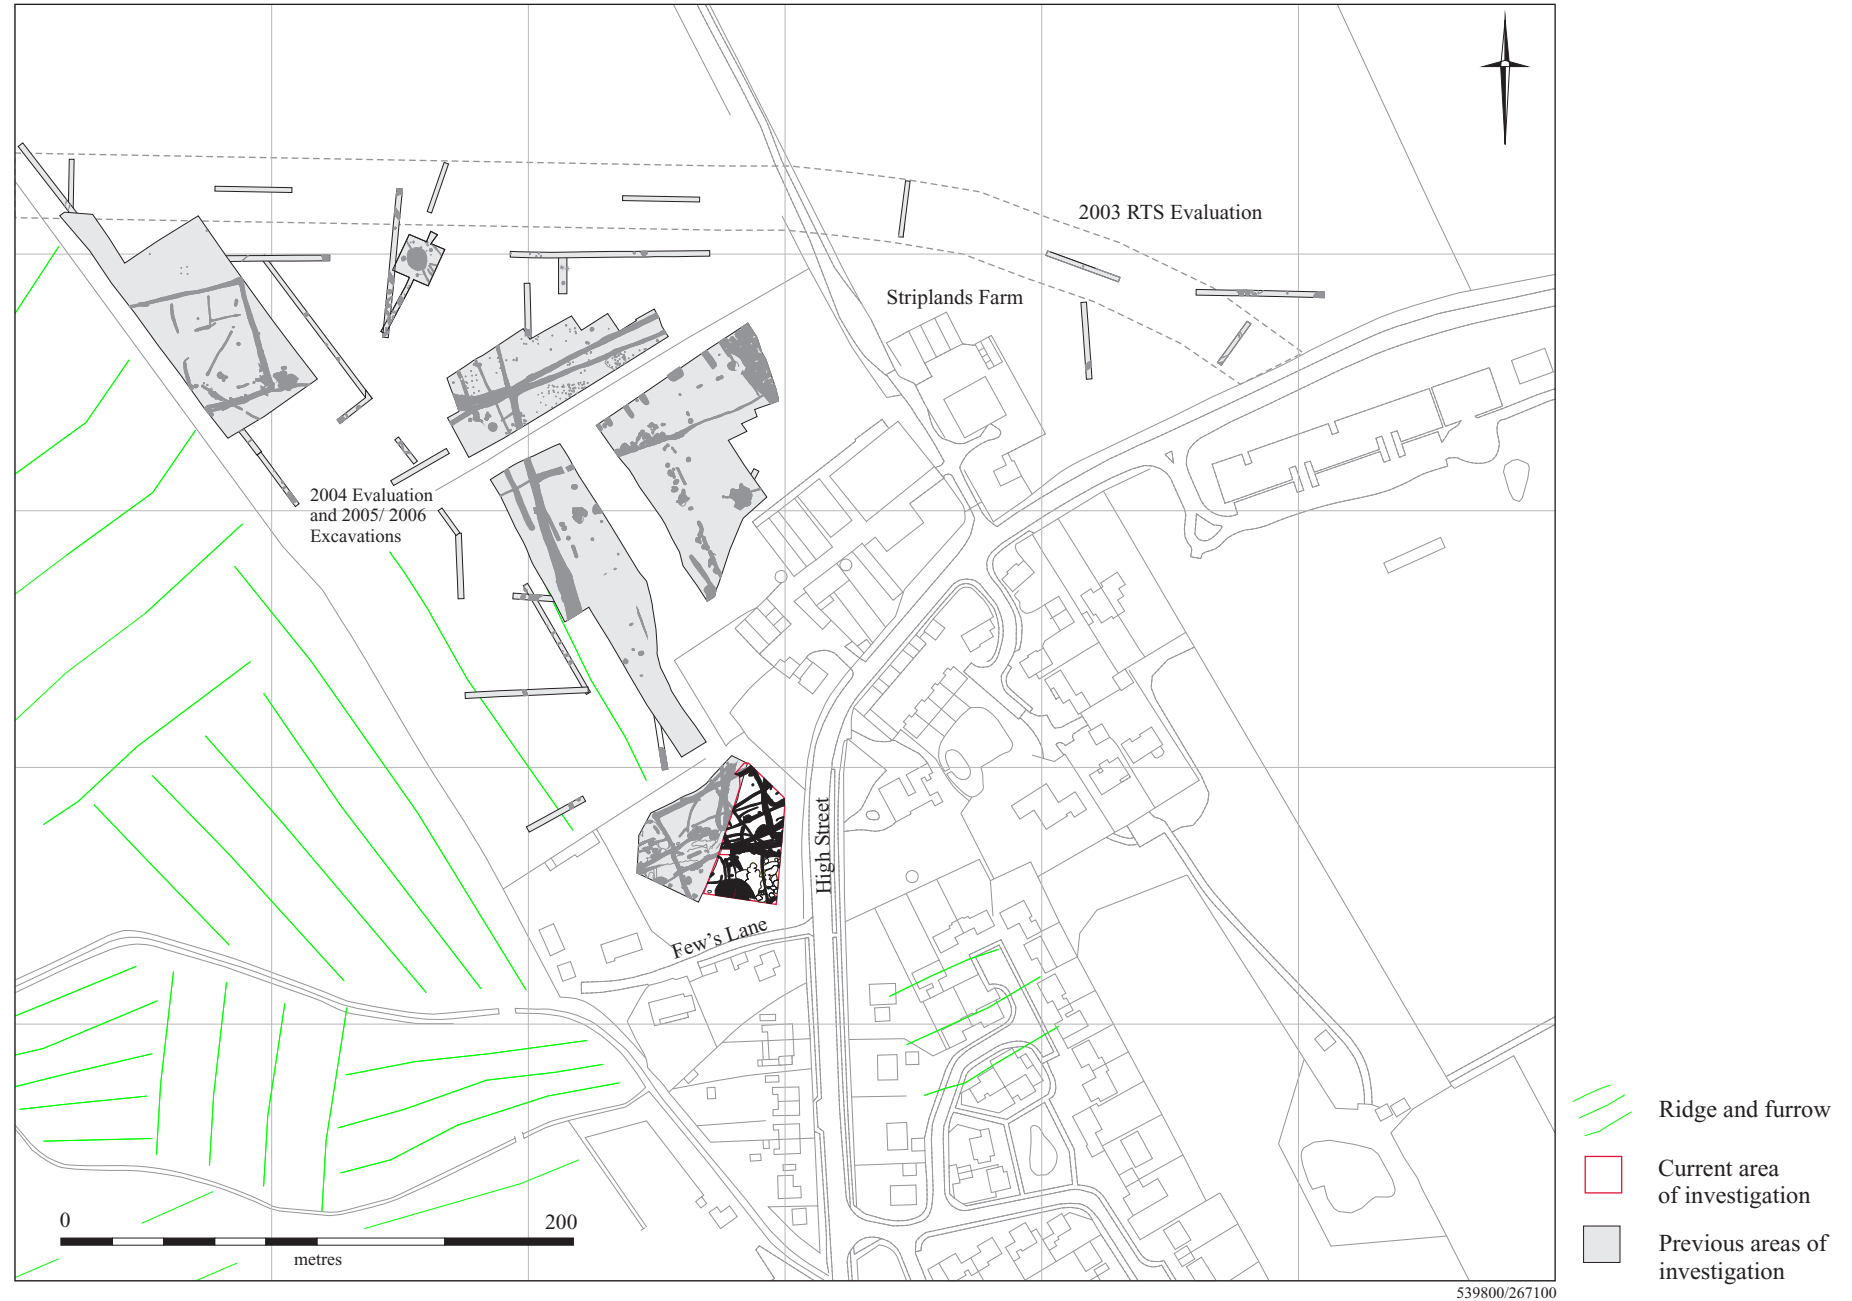 2003 RTS Evaluation
Striplands Farm
2004 Evaluation
and 2005/ 2006
Excavations
High Street
Few's Lane
Ridge and furrow
Current area
of investigation
Previous areas of
investigation
0 200
metres
539800/267100